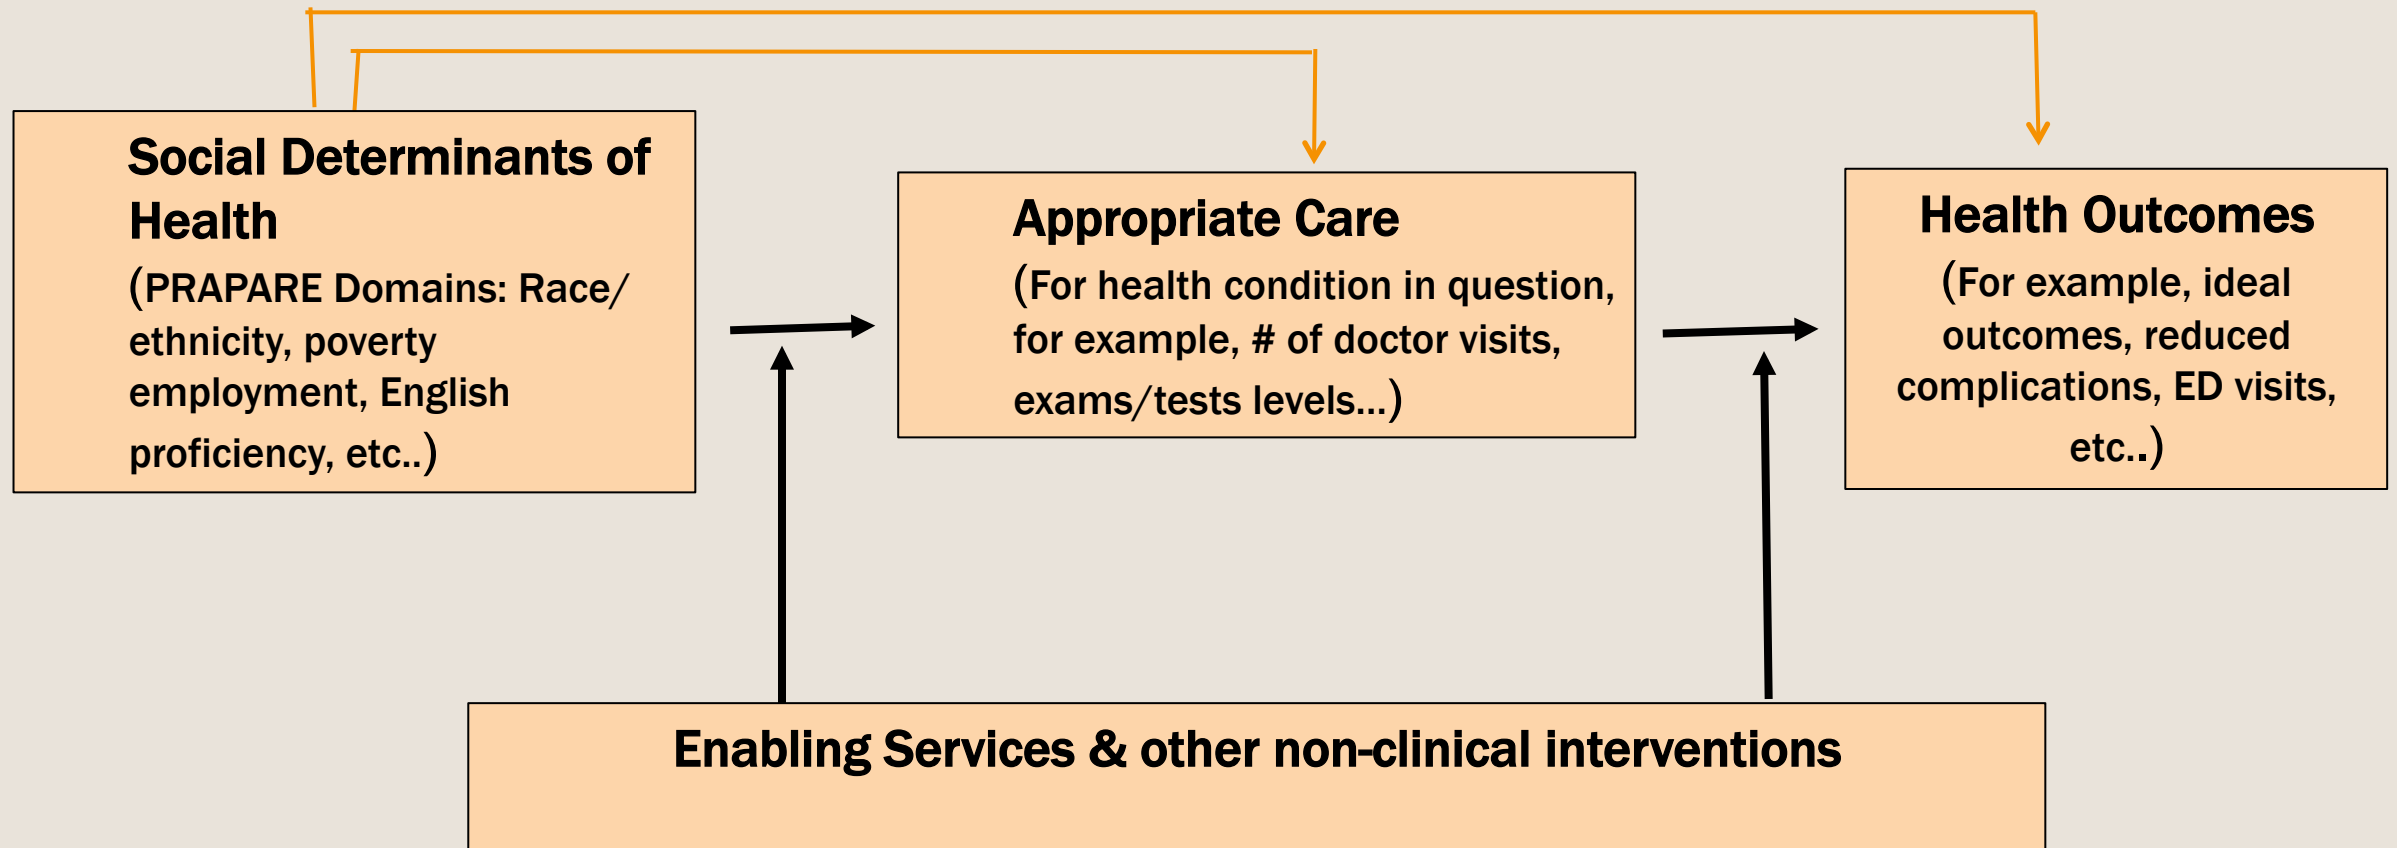 Social Determinants of
Health
(PRAPARE Domains: Race/
ethnicity, poverty
employment, English
proficiency, etc..)
Appropriate Care
(For health condition in question,
for example, # of doctor visits,
exams/tests levels...)
Health Outcomes
(For example, ideal
outcomes, reduced
complications, ED visits,
etc..)
Enabling Services & other non-clinical interventions